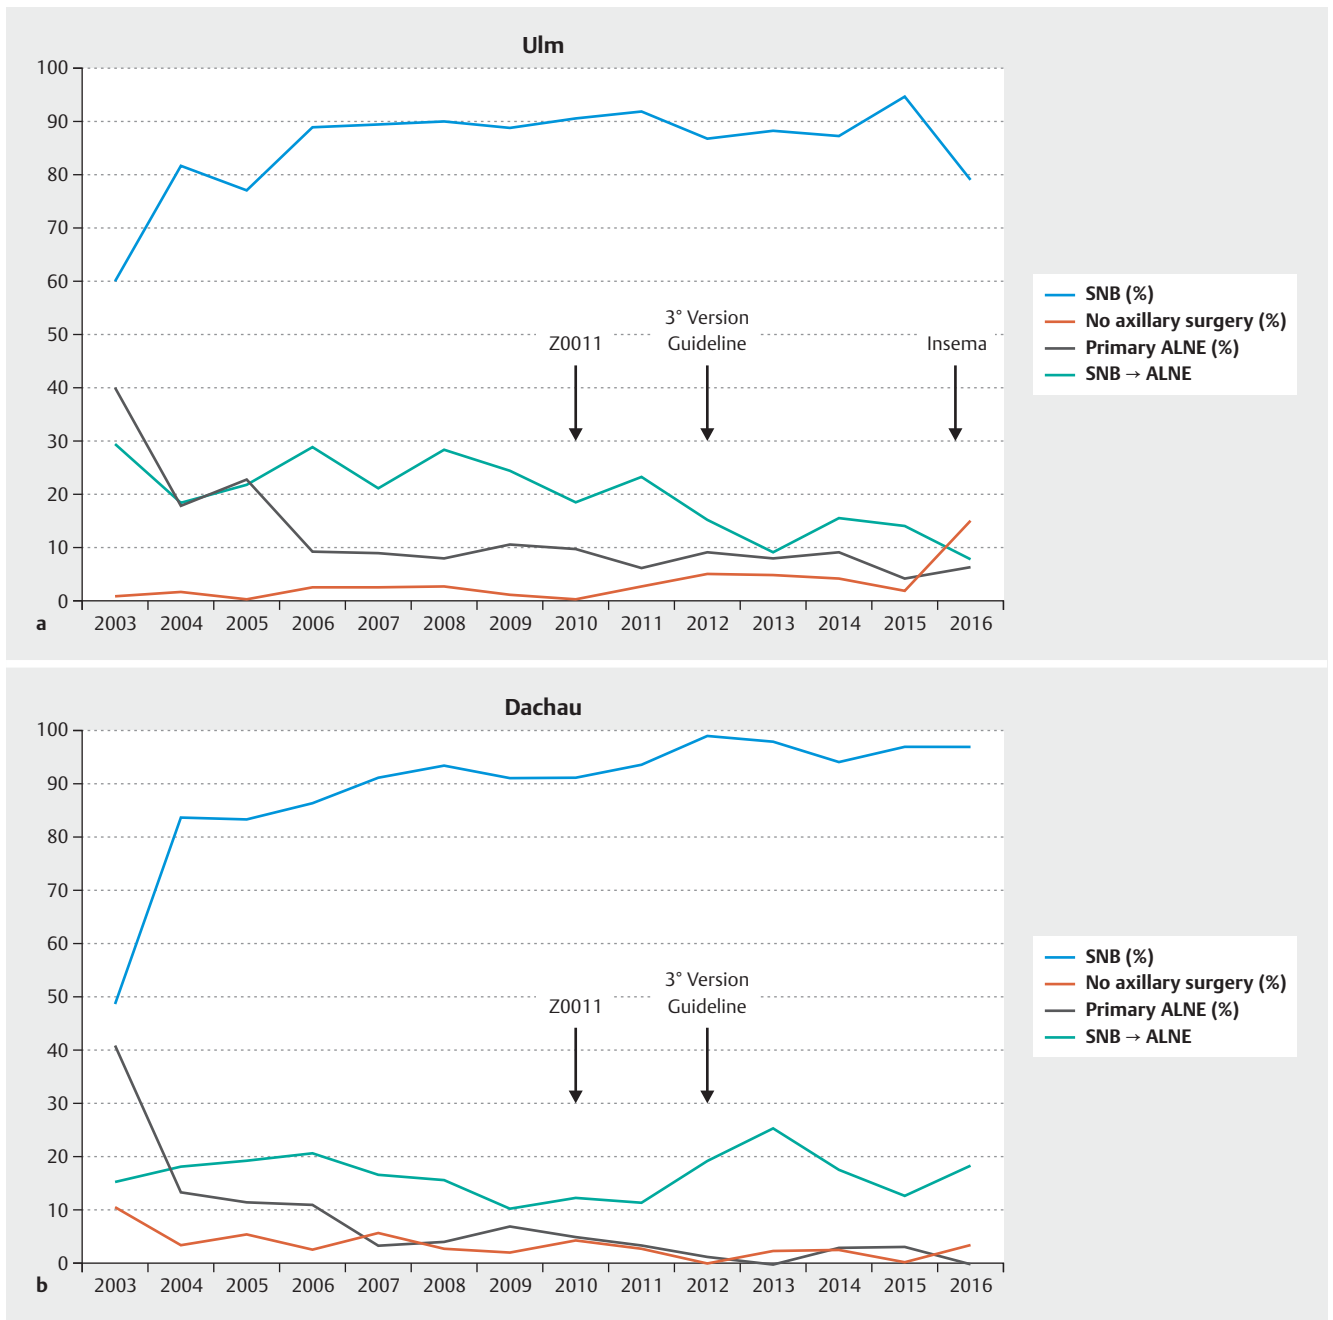 Ulm
100
90
80
70
60
50
40
30
20
10
0
Z0011
3° Version
Guideline
Insema
a
2003 2004 2005 2006 2007 2008 2009 2010 2011 2012 2013 2014 2015 2016
SNB (%)
No axillary surgery (%)
Primary ALNE (%)
SNB → ALNE
Dachau
100
90
80
70
60
50
40
30
20
10
0
Z0011
3° Version
Guideline
b
2003 2004 2005 2006 2007 2008 2009 2010 2011 2012 2013 2014 2015 2016
SNB (%)
No axillary surgery (%)
Primary ALNE (%)
SNB → ALNE